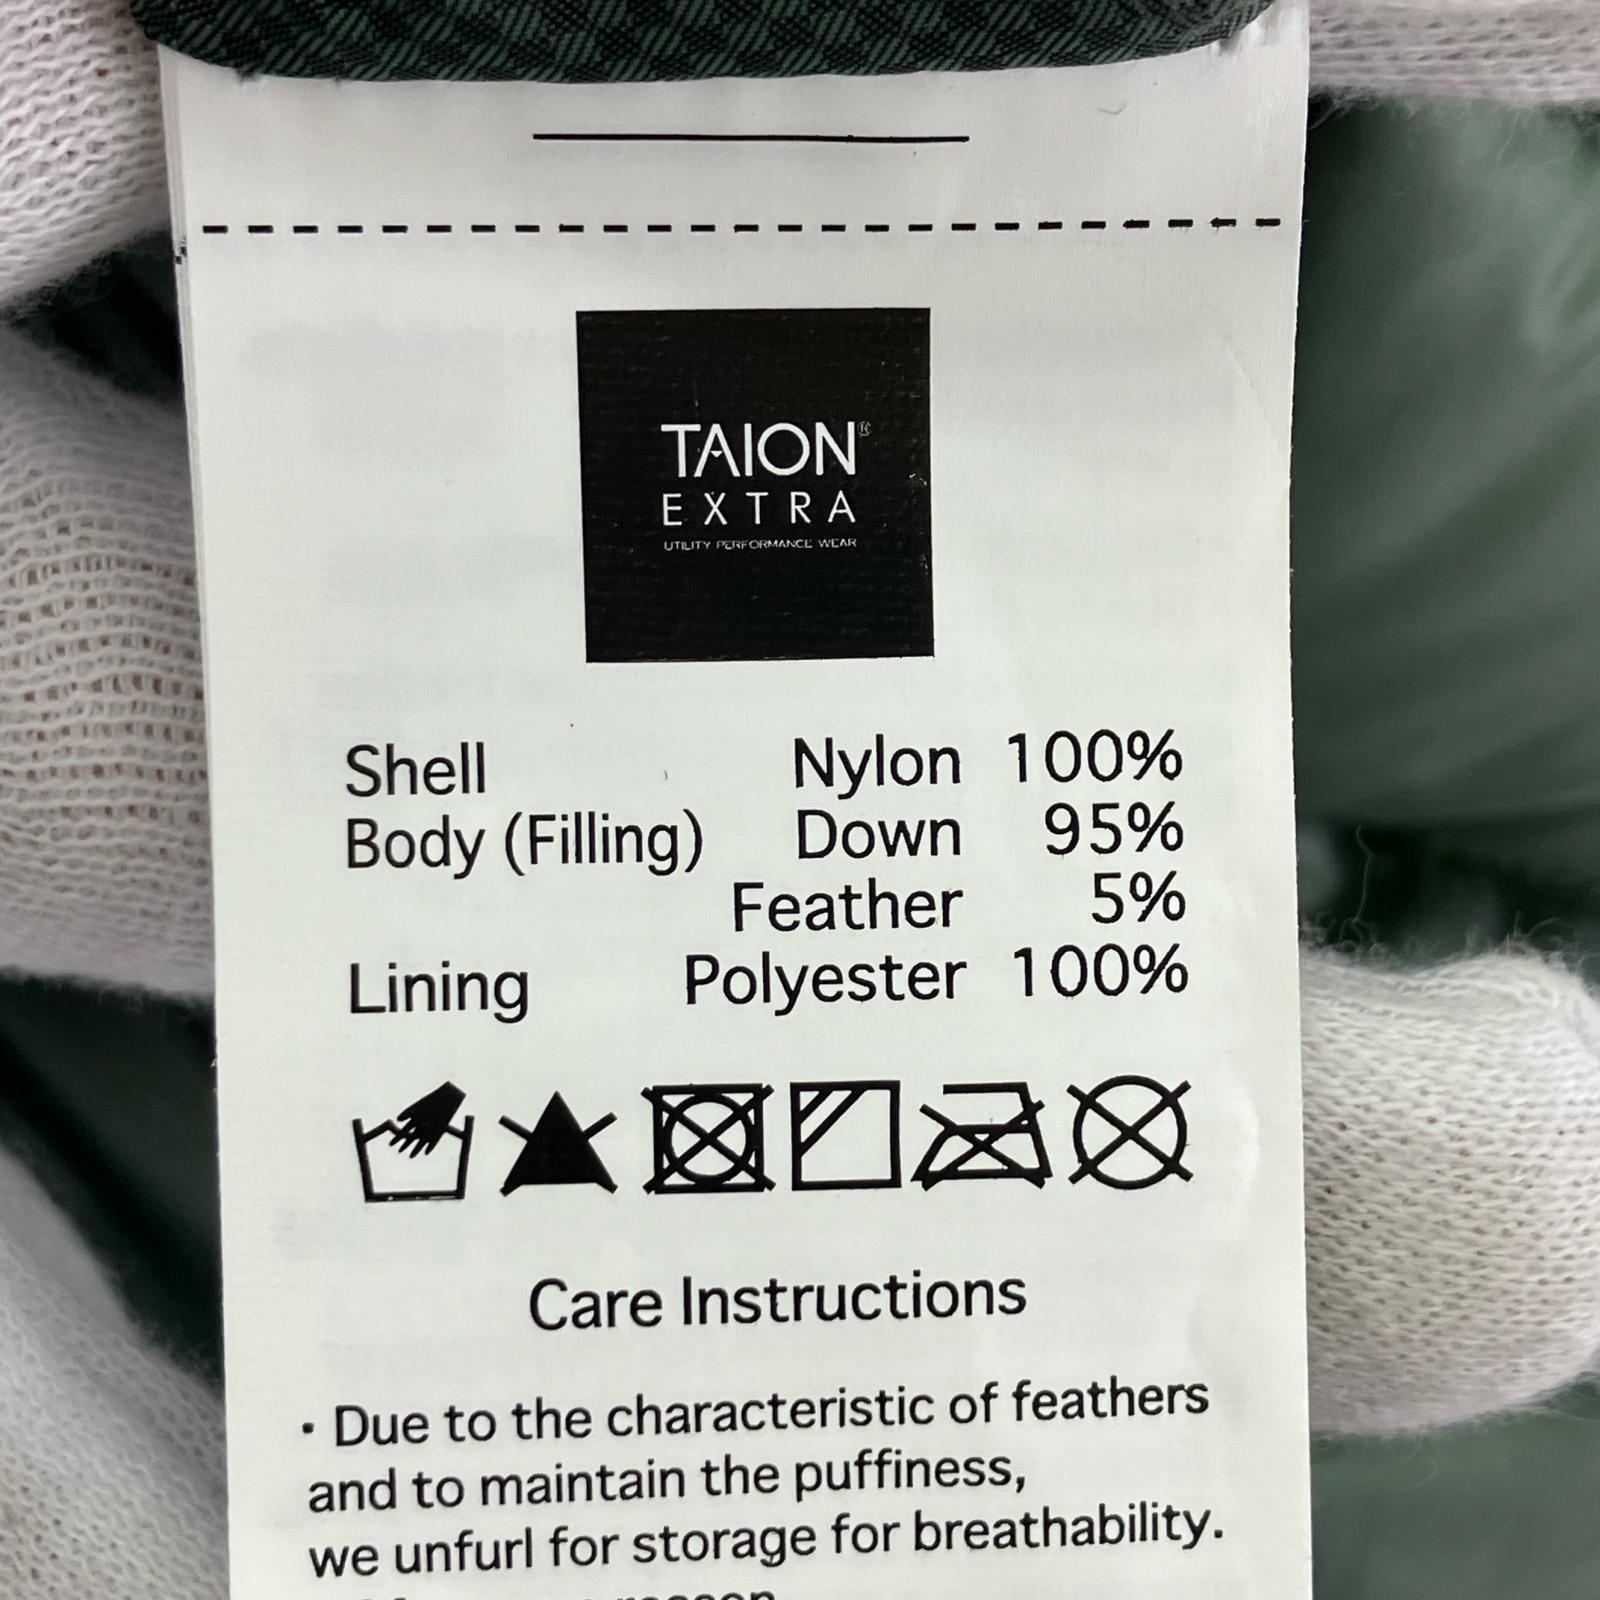 TAION®
EXTRA
UTILITY PERFORMANCE WEAR
Shell Nylon 100%
Body (Filling) Down 95%
Feather 5%
Lining Polyester 100%
Care Instructions
· Due to the characteristic of feathers
and to maintain the puffiness,
we unfurl for storage for breathability.
reason